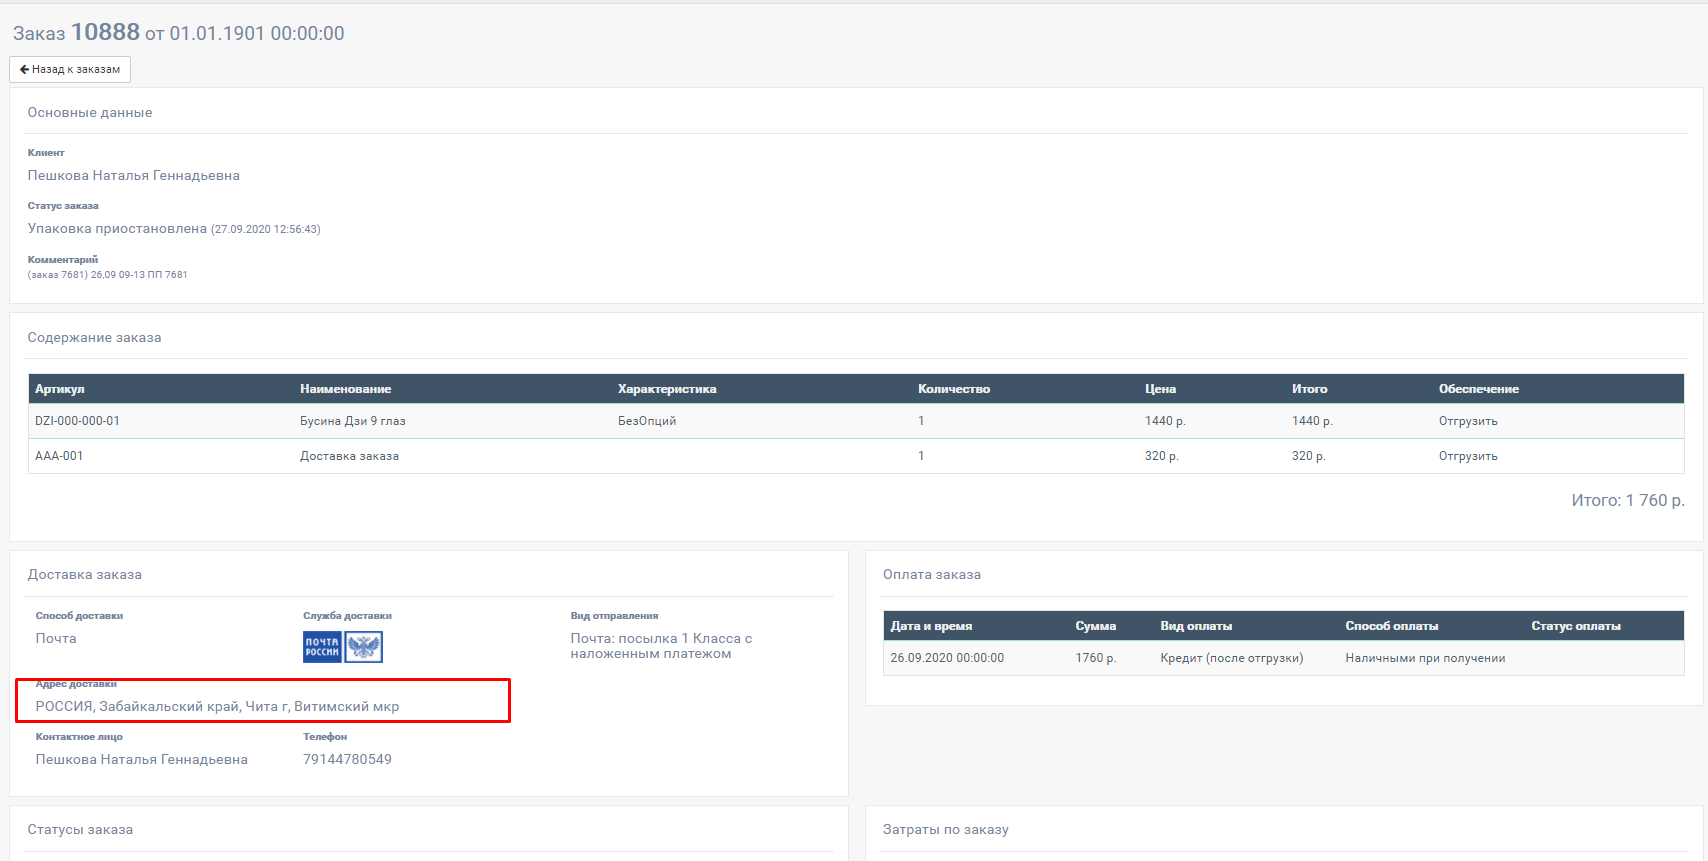 Заказ 10888 от 01.01.1901 00:00:00
Назад к заказам
Основные данные
Клиент
Пешкова Наталья Геннадьевна
Статус заказа
Упаковка приостановлена (27.09.2020 12:56:43)
Комментарий
(заказ 7681) 26,09 09-13 ПП 7681
Содержание заказа
Артикул Наименование Характеристика Количество Цена Итого Обеспечение
DZI-000-000-01 Бусина Дзи 9 глаз БезОпций 1 1440 р. 1440 р. Отгрузить
AAA-001 Доставка заказа 1 320 р. 320 р. Отгрузить
Итого: 1 760 р.
Доставка заказа
Способ доставки Служба доставки Вид отправления
Почта ПОЧТА РОССИИ Почта: посылка 1 Класса с наложенным платежом
Адрес доставки
РОССИЯ, Забайкальский край, Чита г, Витимский мкр
Контактное лицо Телефон
Пешкова Наталья Геннадьевна 79144780549
Оплата заказа
Дата и время Сумма Вид оплаты Способ оплаты Статус оплаты
26.09.2020 00:00:00 1760 р. Кредит (после отгрузки) Наличными при получении
Статусы заказа
Затраты по заказу